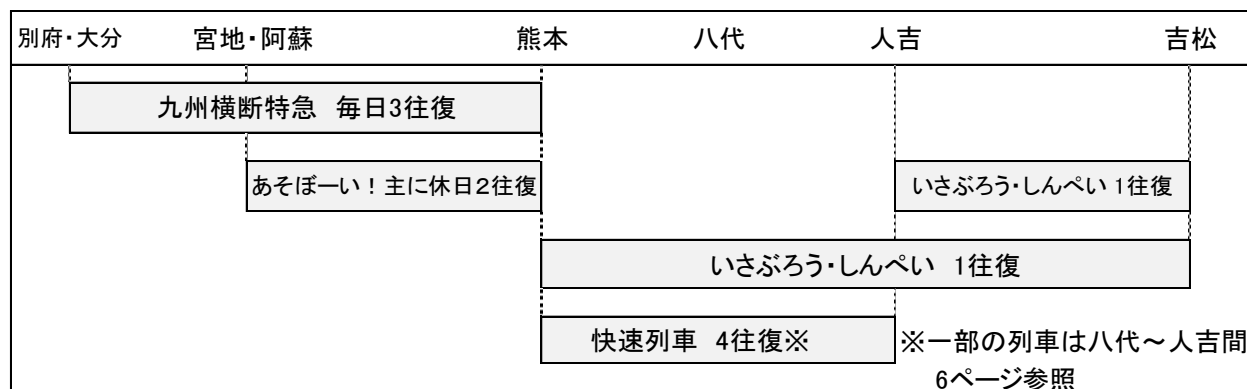 別府・大分 宮地・阿蘇 熊本 八代 人吉 吉松
九州横断特急 毎日3往復
あそぼーい！主に休日２往復 いさぶろう・しんぺい 1往復
いさぶろう・しんぺい 1往復
快速列車 4往復※ ※一部の列車は八代～人吉間
6ページ参照